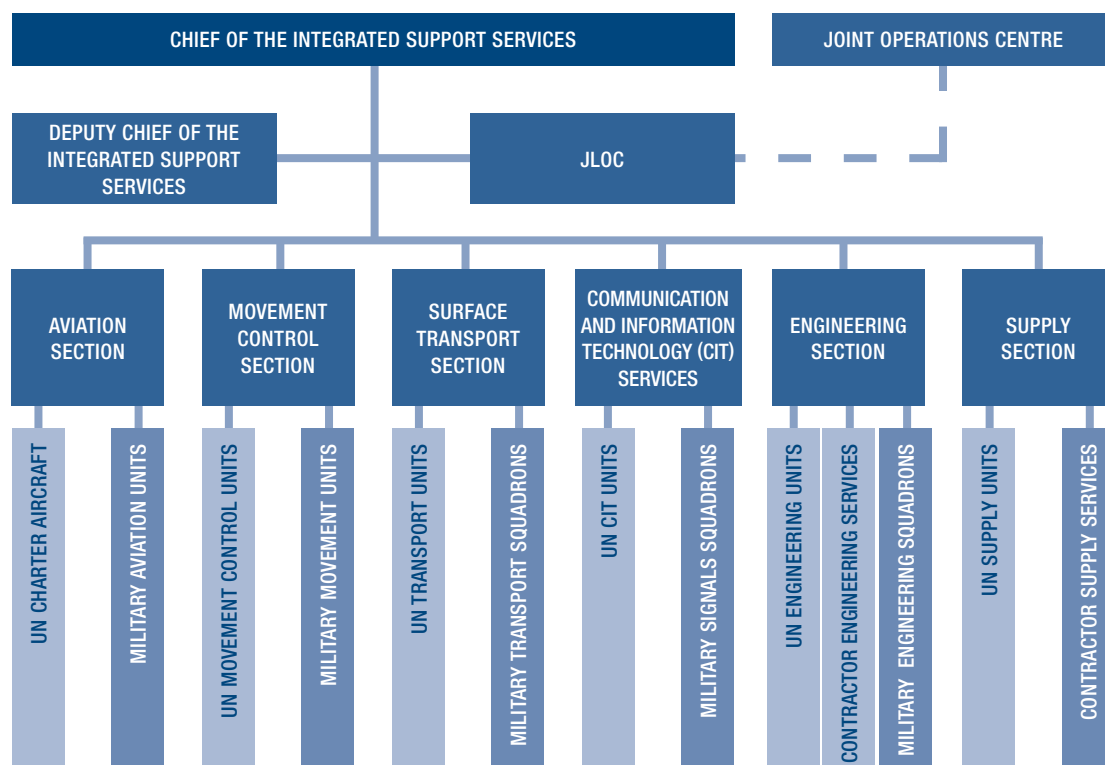 CHIEF OF THE INTEGRATED SUPPORT SERVICES
JOINT OPERATIONS CENTRE
DEPUTY CHIEF OF THE
INTEGRATED SUPPORT
SERVICES
JLOC
AVIATION
SECTION
MOVEMENT
CONTROL
SECTION
SURFACE
TRANSPORT
SECTION
COMMUNICATION
AND INFORMATION
TECHNOLOGY (CIT)
SERVICES
ENGINEERING
SECTION
SUPPLY
SECTION
UN CHARTER AIRCRAFT
MILITARY AVIATION UNITS
UN MOVEMENT CONTROL UNITS
MILITARY MOVEMENT UNITS
UN TRANSPORT UNITS
MILITARY TRANSPORT SQUADRONS
UN CIT UNITS
MILITARY SIGNALS SQUADRONS
UN ENGINEERING UNITS
CONTRACTOR ENGINEERING SERVICES
MILITARY ENGINEERING SQUADRONS
UN SUPPLY UNITS
CONTRACTOR SUPPLY SERVICES